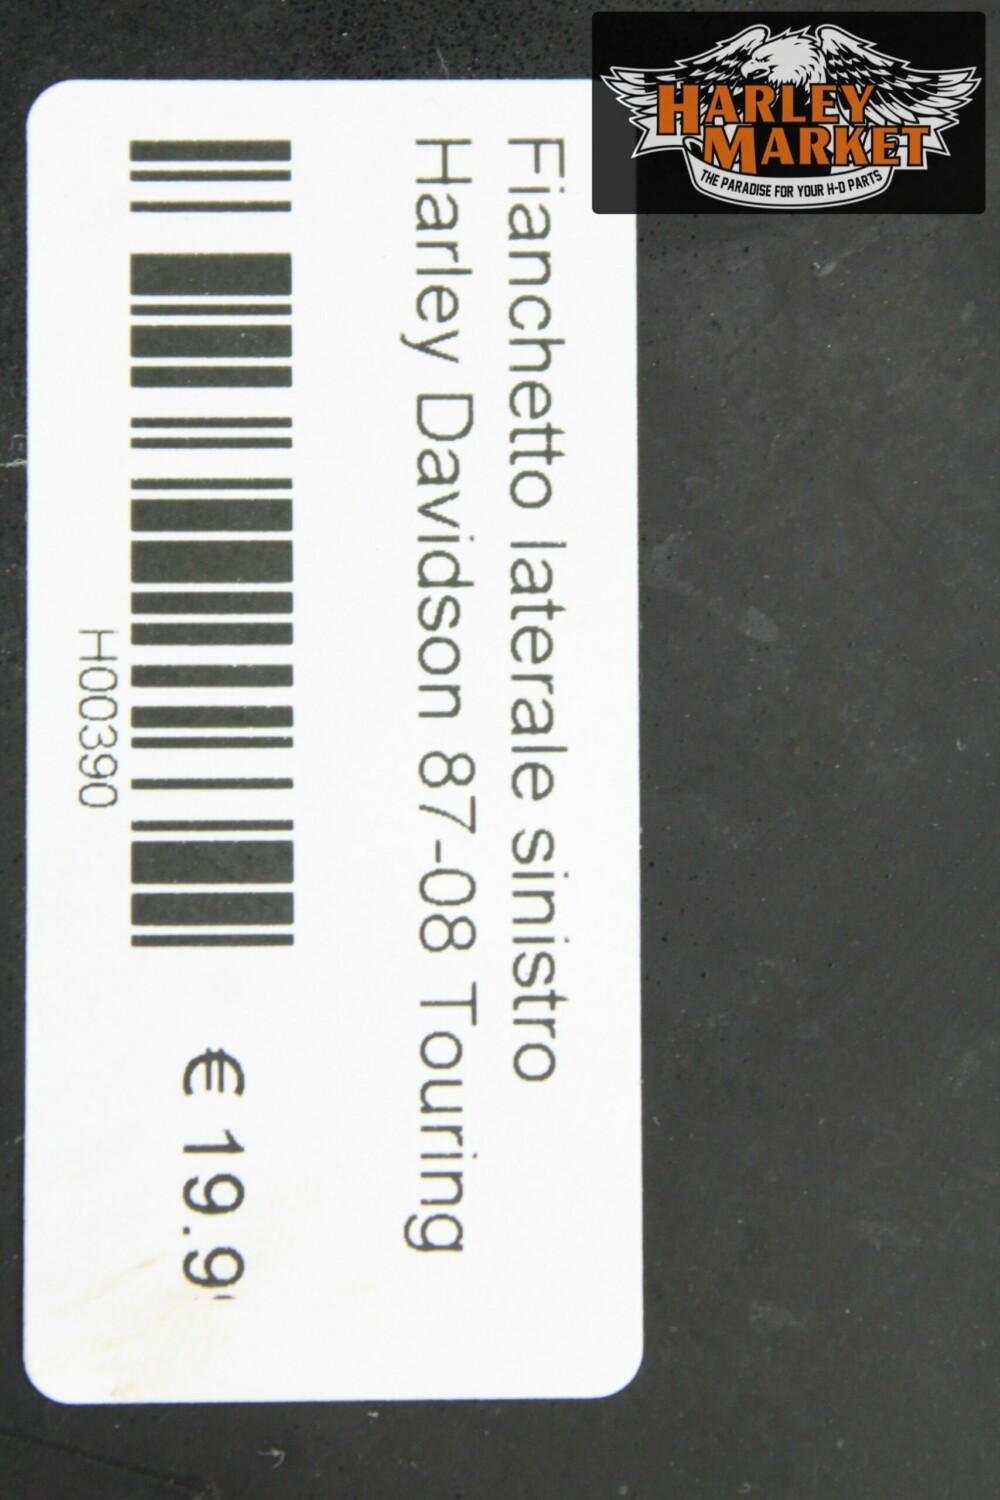 HARLEY
MARKET
THE PARADISE FOR YOUR H-D PARTS
Fianchetto laterale sinistro
Harley Davidson 87-08 Touring
H00390
€ 19.9